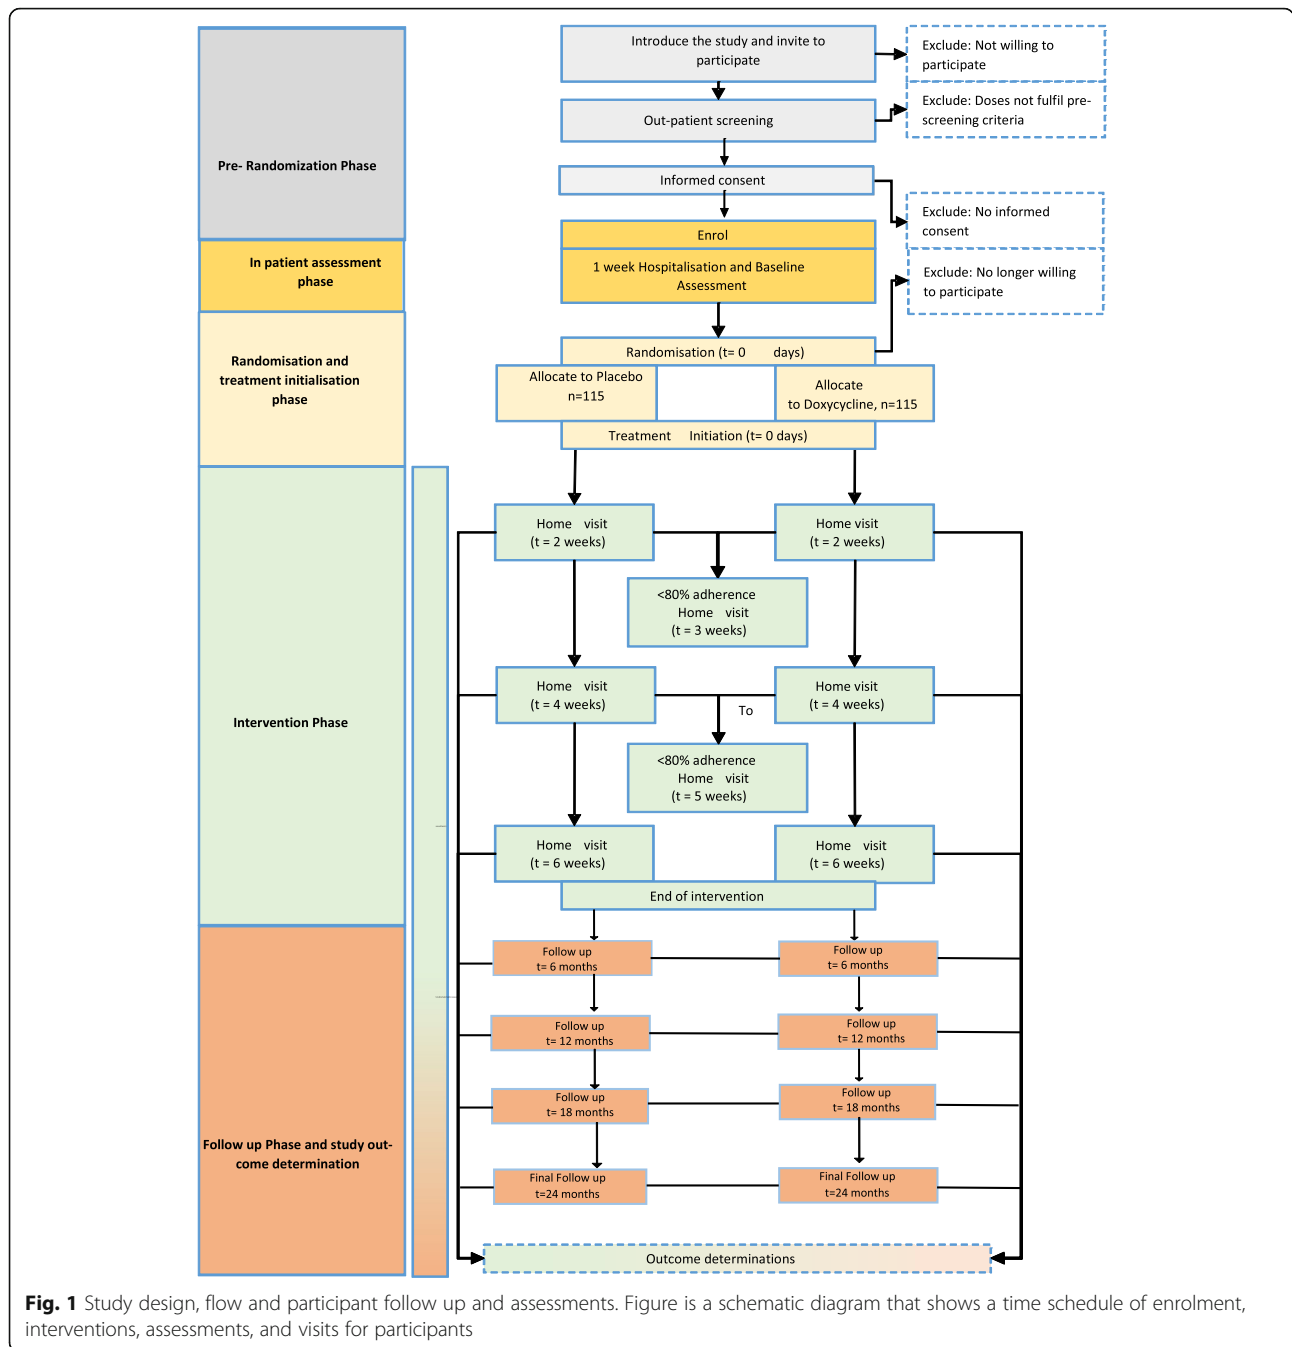 Introduce the study and invite to
participate
Exclude: Not willing to
participate
Out-patient screening
Exclude: Doses not fulfil pre-
screening criteria
Pre- Randomization Phase
Informed consent
Exclude: No informed
consent
Enrol
In patient assessment
phase
1 week Hospitalisation and Baseline
Assessment
Exclude: No longer willing
to participate
Randomisation and
treatment initialisation
phase
Randomisation (t= 0 days)
Allocate to Placebo
n=115
Allocate
to Doxycycline, n=115
Treatment Initiation (t= 0 days)
Intervention Phase
Home visit
(t = 2 weeks)
Home visit
(t = 2 weeks)
<80% adherence
Home visit
(t = 3 weeks)
Home visit
(t = 4 weeks)
To
Home visit
(t = 4 weeks)
<80% adherence
Home visit
(t = 5 weeks)
Home visit
(t = 6 weeks)
Home visit
(t = 6 weeks)
End of intervention
Follow up Phase and study out-
come determination
Follow up
t= 6 months
Follow up
t= 6 months
Follow up
t= 12 months
Follow up
t= 12 months
Follow up
t= 18 months
Follow up
t= 18 months
Final Follow up
t=24 months
Final Follow up
t=24 months
Outcome determinations
Fig. 1 Study design, flow and participant follow up and assessments. Figure is a schematic diagram that shows a time schedule of enrolment,
interventions, assessments, and visits for participants